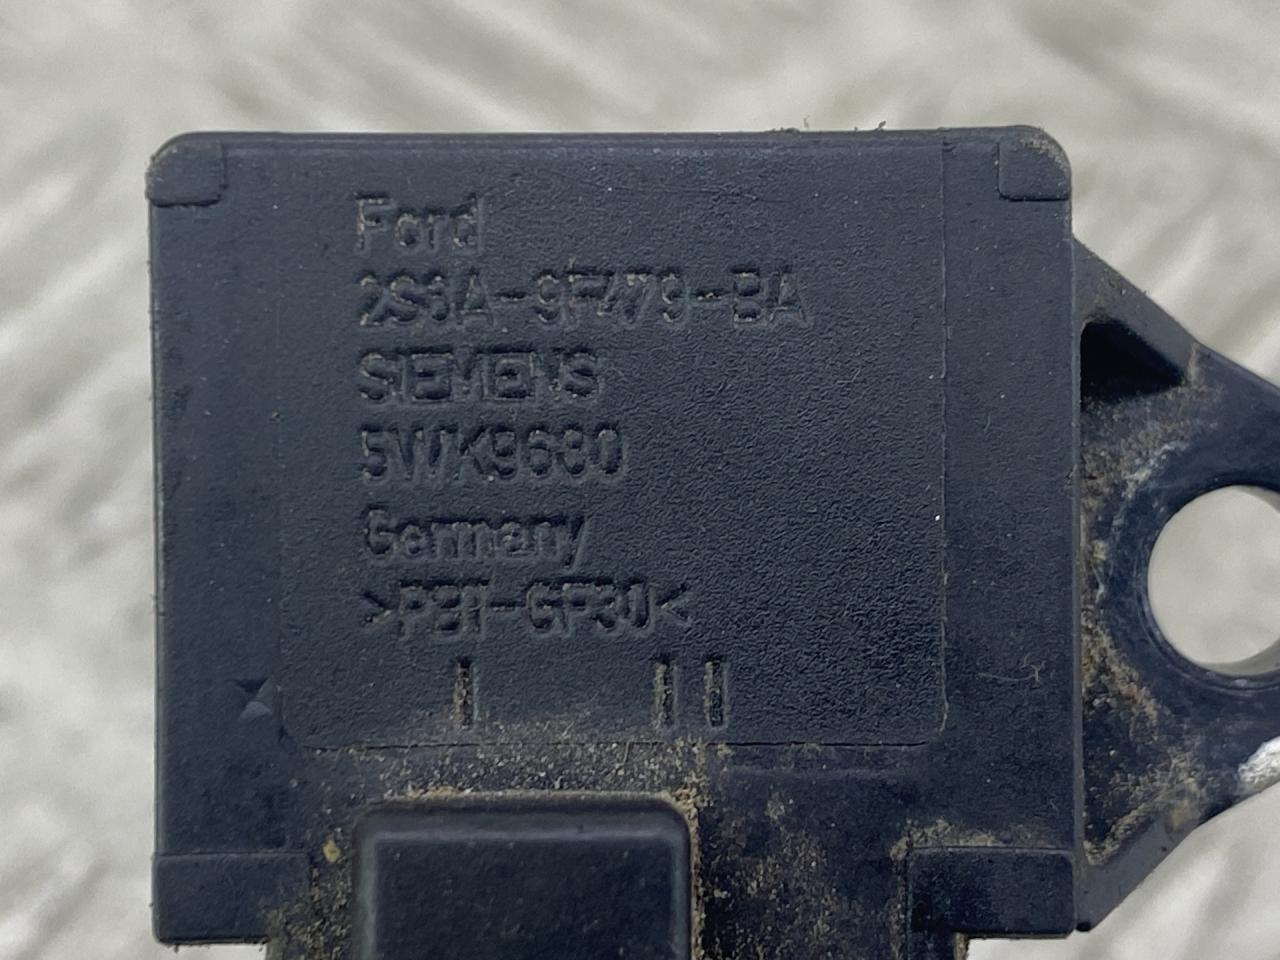 Ford
2S6A-9F479-BA
SIEMENS
5WK9680
Germany
>PBT-GF30<